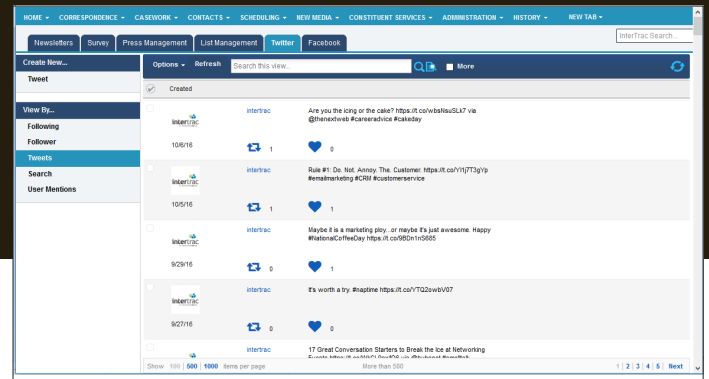 HOME CORRESPONDENCE CASEWORK CONTACTS SCHEDULING NEW MEDIA CONSTITUENT SERVICES ADMINISTRATION HISTORY NEW TAB
InterTrac Search...
Newsletters Survey Press Management List Management Twitter Facebook
Create New...
Tweet
View By...
Following
Follower
Tweets
Search
User Mentions
Options Refresh Search this view... More
Created
intertrac
intertrac
Are you the icing or the cake? https://t.co/wbsNsuSLk7 via
@thenextweb #careeradvice #cakeday
10/6/16
1
0
intertrac
intertrac
Rule #1: Do. Not. Annoy. The. Customer. https://t.co/Yl1j7T3gYp
#emailmarketing #CRM #customerservice
10/5/16
1
1
intertrac
intertrac
Maybe it is a marketing ploy...or maybe it's just awesome. Happy
#NationalCoffeeDay https://t.co/9BDn1nS685
9/29/16
0
1
intertrac
intertrac
It's worth a try. #naptime https://t.co/YTQ2owbV07
9/27/16
0
0
intertrac
17 Great Conversation Starters to Break the Ice at Networking
Show 100 | 500 | 1000 items per page
More than 500
1 | 2 | 3 | 4 | 5 | Next